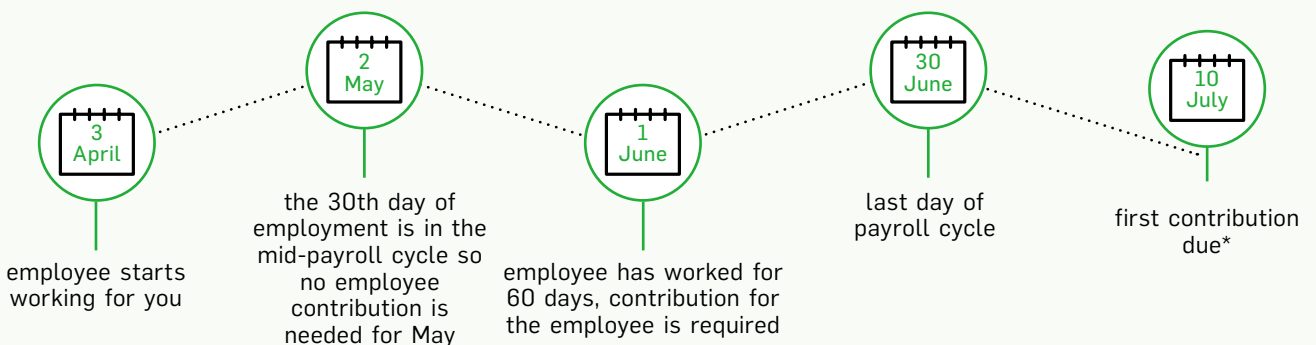 3
April
employee starts
working for you
2
May
the 30th day of
employment is in the
mid-payroll cycle so
no employee
contribution is
needed for May
1
June
employee has worked for
60 days, contribution for
the employee is required
30
June
last day of
payroll cycle
10
July
first contribution
due*